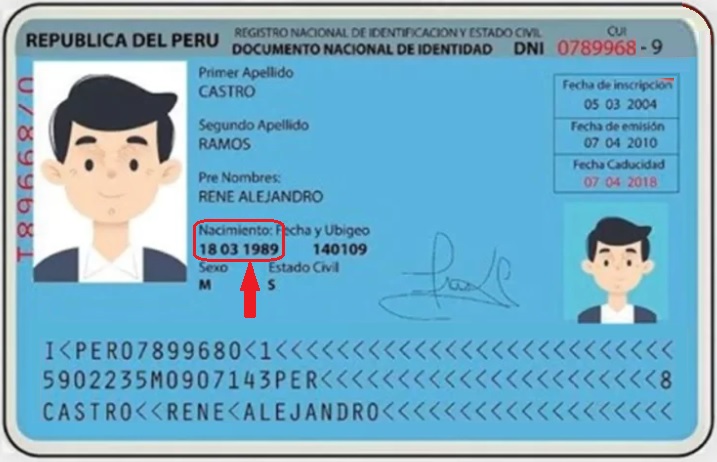 REPUBLICA DEL PERU
REGISTRO NACIONAL DE IDENTIFICACION Y ESTADO CIVIL
DOCUMENTO NACIONAL DE IDENTIDAD DNI
CUI
0789968 - 9
Primer Apellido
CASTRO
Segundo Apellido
RAMOS
Pre Nombres:
RENE ALEJANDRO
Nacimiento: Fecha y Ubigeo
18 03 1989 140109
Sexo Estado Civil
M S
Fecha de inscripción
05 03 2004
Fecha de emisión
07 04 2010
Fecha Caducidad
07 04 2018
I<PER07899680<1<<<<<<<<<<<<<<<<<<<<<<
5902235M0907143PER<<<<<<<<<<<<<<<<<<8
CASTRO<<RENE<ALEJANDRO<<<<<<<<<<<<<<<